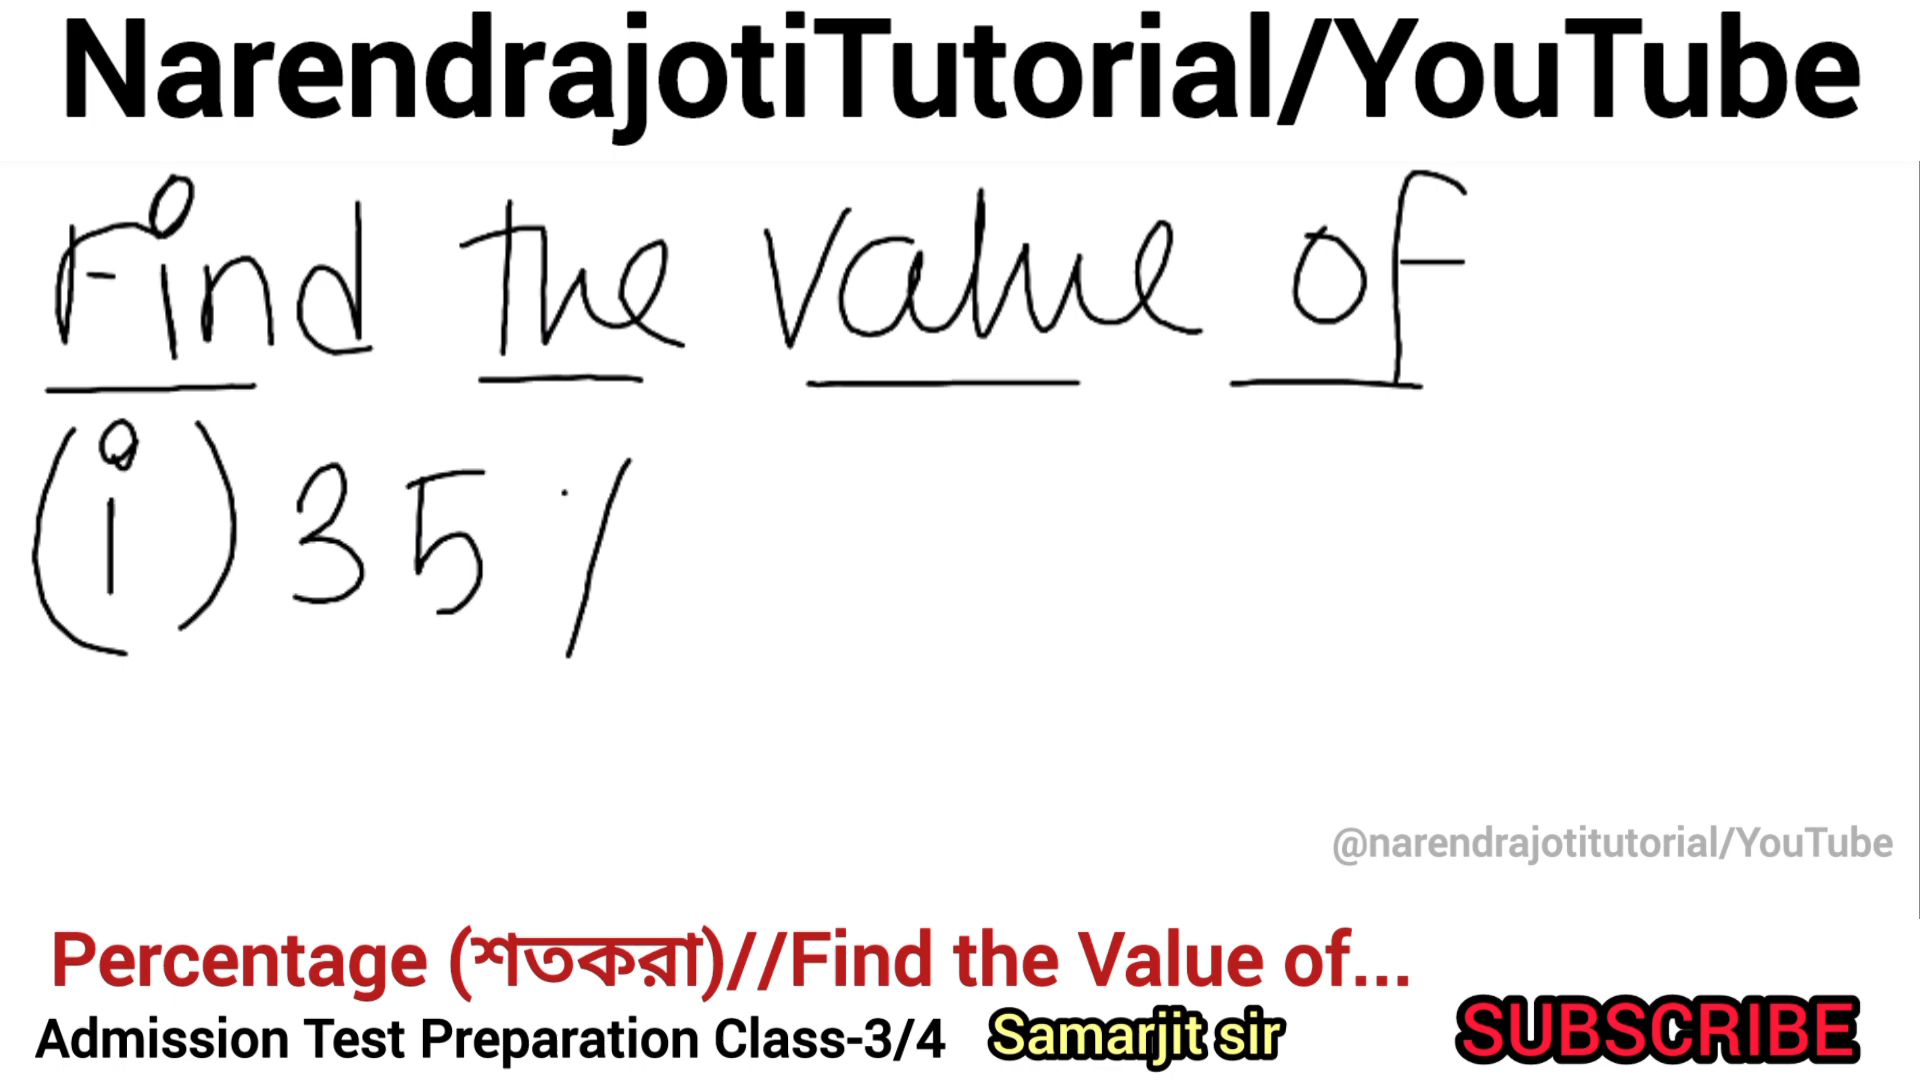 NarendrajotiTutorial/YouTube
Find the value of
(i) 35 %
@narendrajotitutorial/YouTube
Percentage (শতকরা)//Find the Value of...
Admission Test Preparation Class-3/4 Samarjit sir SUBSCRIBE